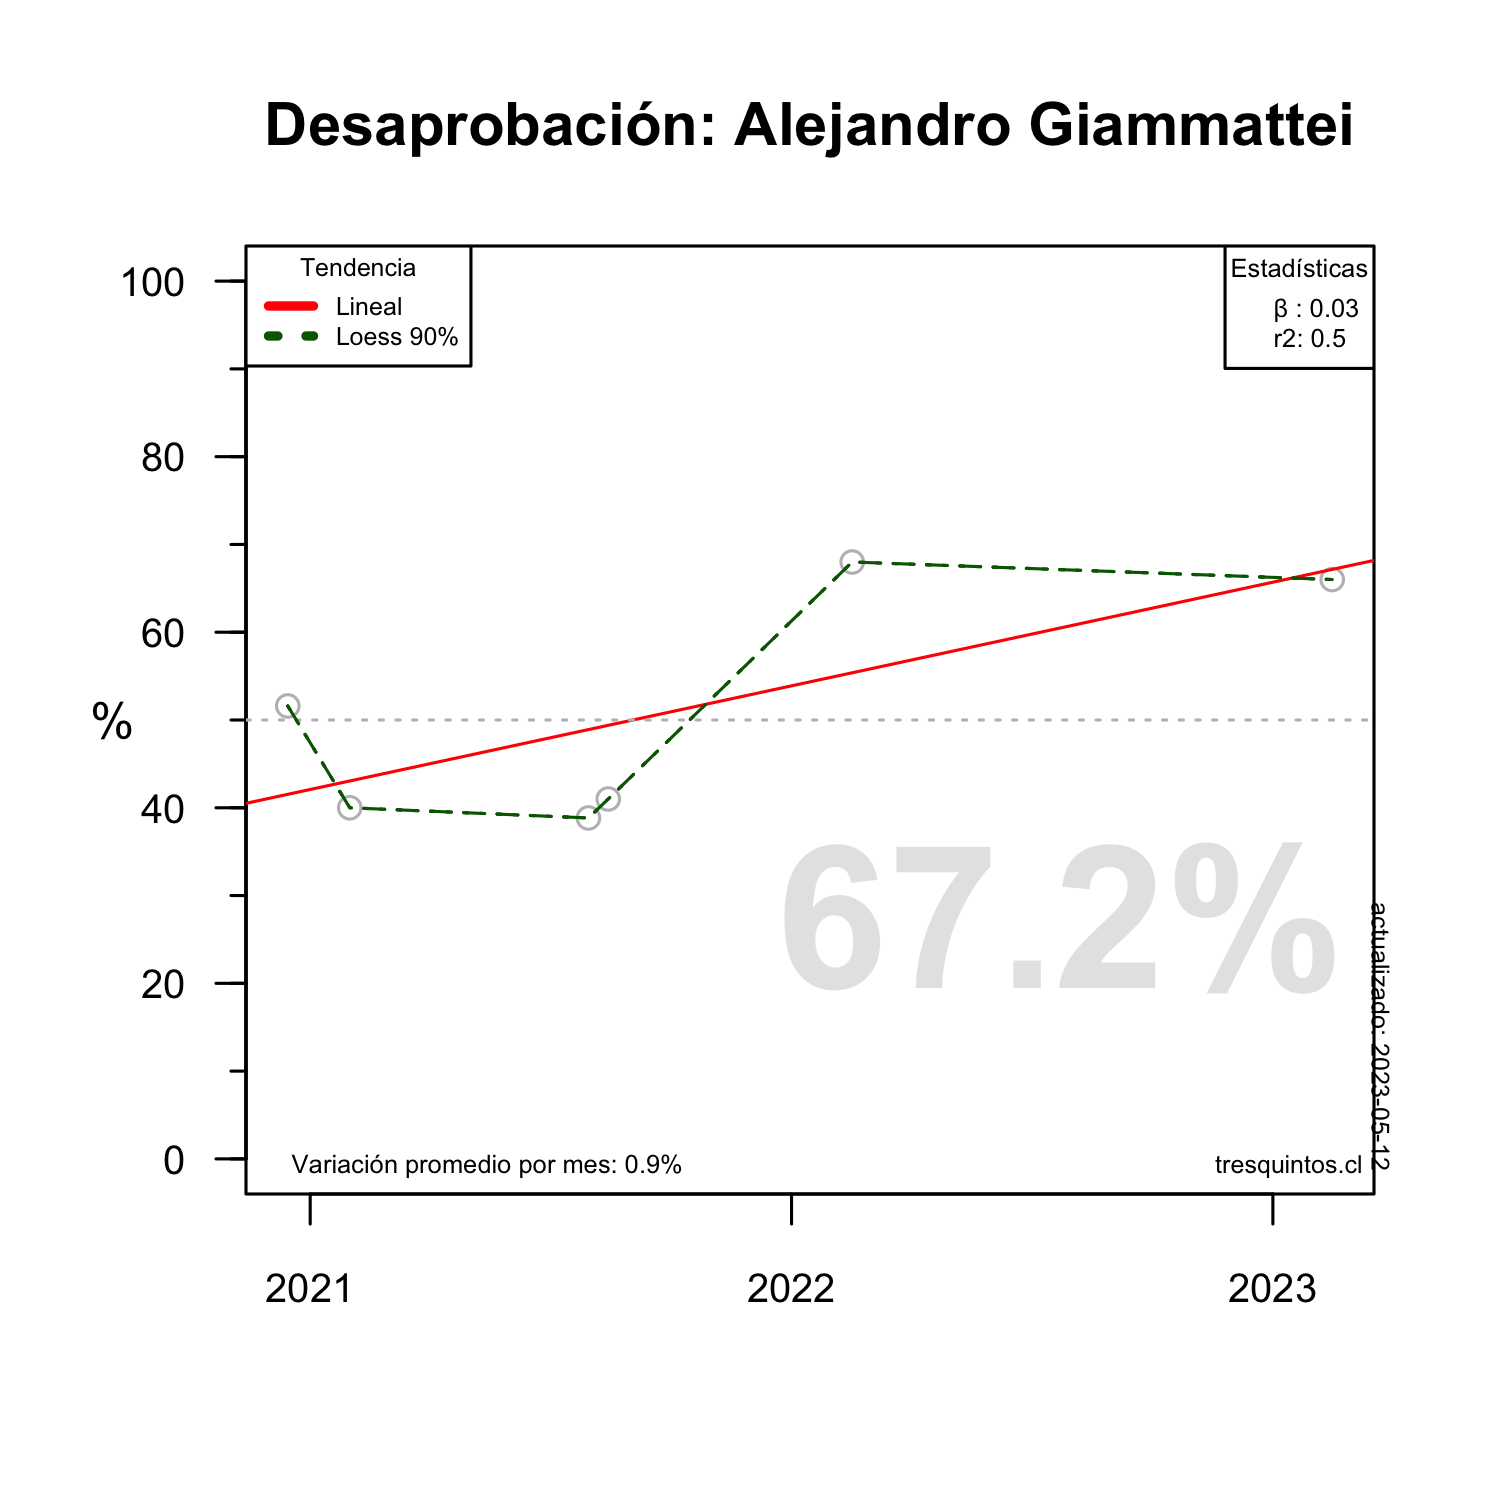 Desaprobación: Alejandro Giammattei
Tendencia
Lineal
Loess 90%
Estadísticas
β : 0.03
r2: 0.5
100
80
60
%
40
20
0
67.2%
actualizado: 2023-05-12
Variación promedio por mes: 0.9%
tresquintos.cl
2021
2022
2023